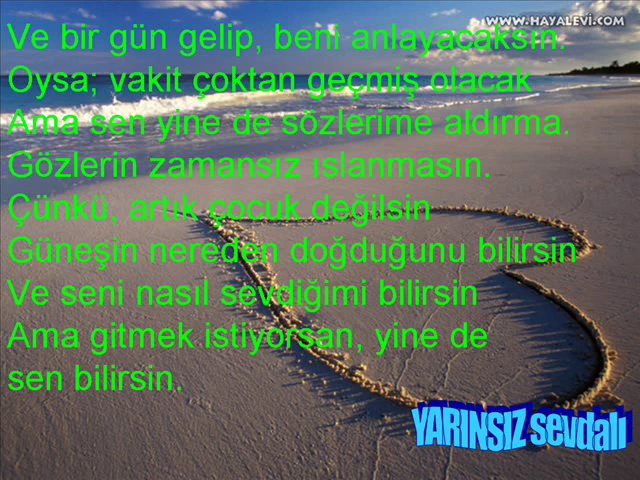 WWW.HAYALEVI.COM
Ve bir gün gelip, beni anlayacaksın.
Oysa; vakit çoktan geçmiş olacak
Ama sen yine de sözlerime aldırma.
Gözlerin zamansız ıslanmasın.
Çünkü, artık çocuk değilsin
Güneşin nereden doğduğunu bilirsin
Ve seni nasıl sevdiğimi bilirsin
Ama gitmek istiyorsan, yine de
sen bilirsin.
YARINSIZ sevdalı